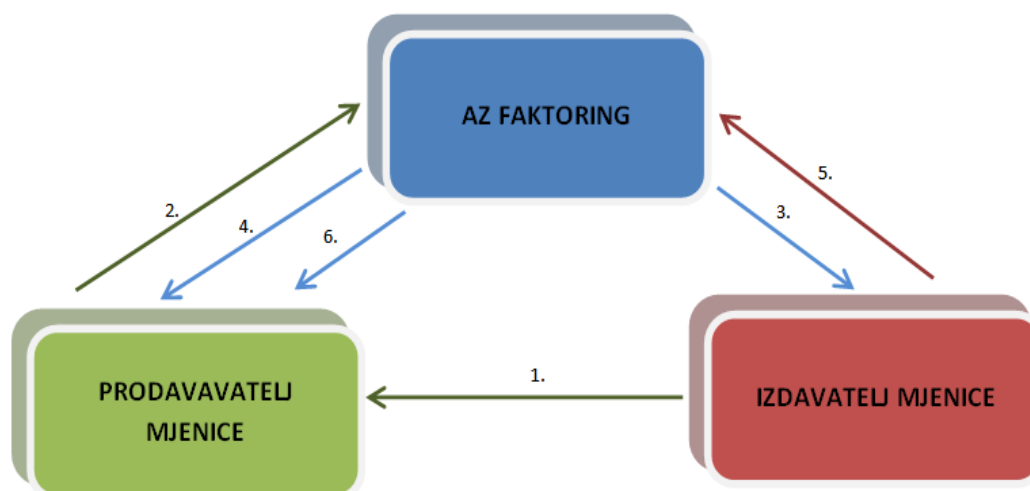 AZ FAKTORING
2.
4.
6.
3.
5.
1.
PRODAVAVATELJ
MJENICE
IZDAVATELJ MJENICE